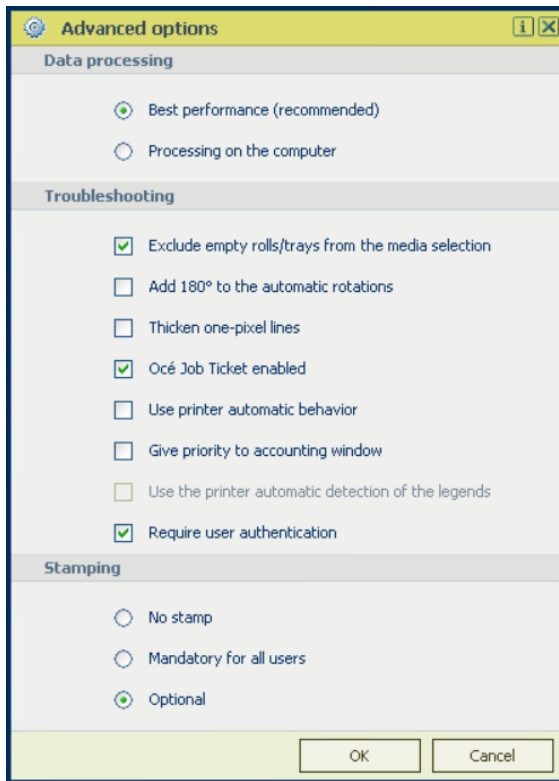 Advanced options
Data processing
Best performance (recommended)
Processing on the computer
Troubleshooting
Exclude empty rolls/trays from the media selection
Add 180° to the automatic rotations
Thicken one-pixel lines
Océ Job Ticket enabled
Use printer automatic behavior
Give priority to accounting window
Use the printer automatic detection of the legends
Require user authentication
Stamping
No stamp
Mandatory for all users
Optional
OK Cancel